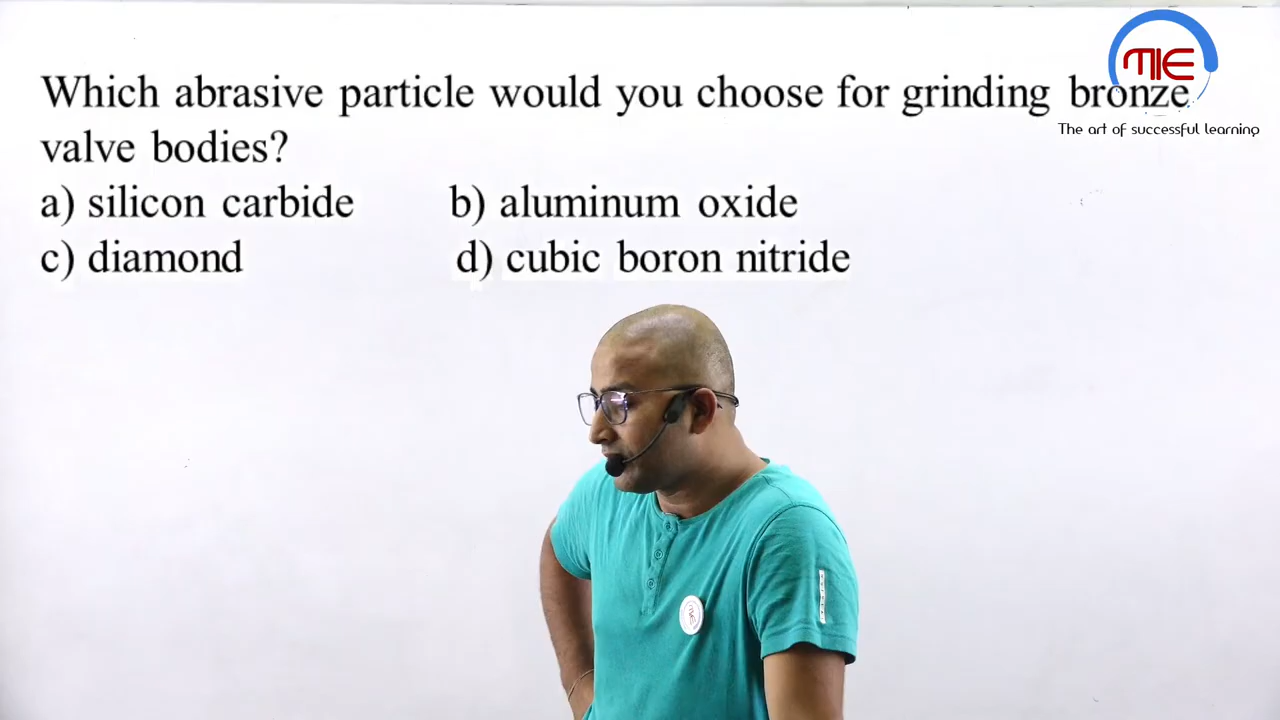 Which abrasive particle would you choose for grinding bronze
valve bodies?
a) silicon carbide b) aluminum oxide
c) diamond d) cubic boron nitride
MIE
The art of successful learning
MIE